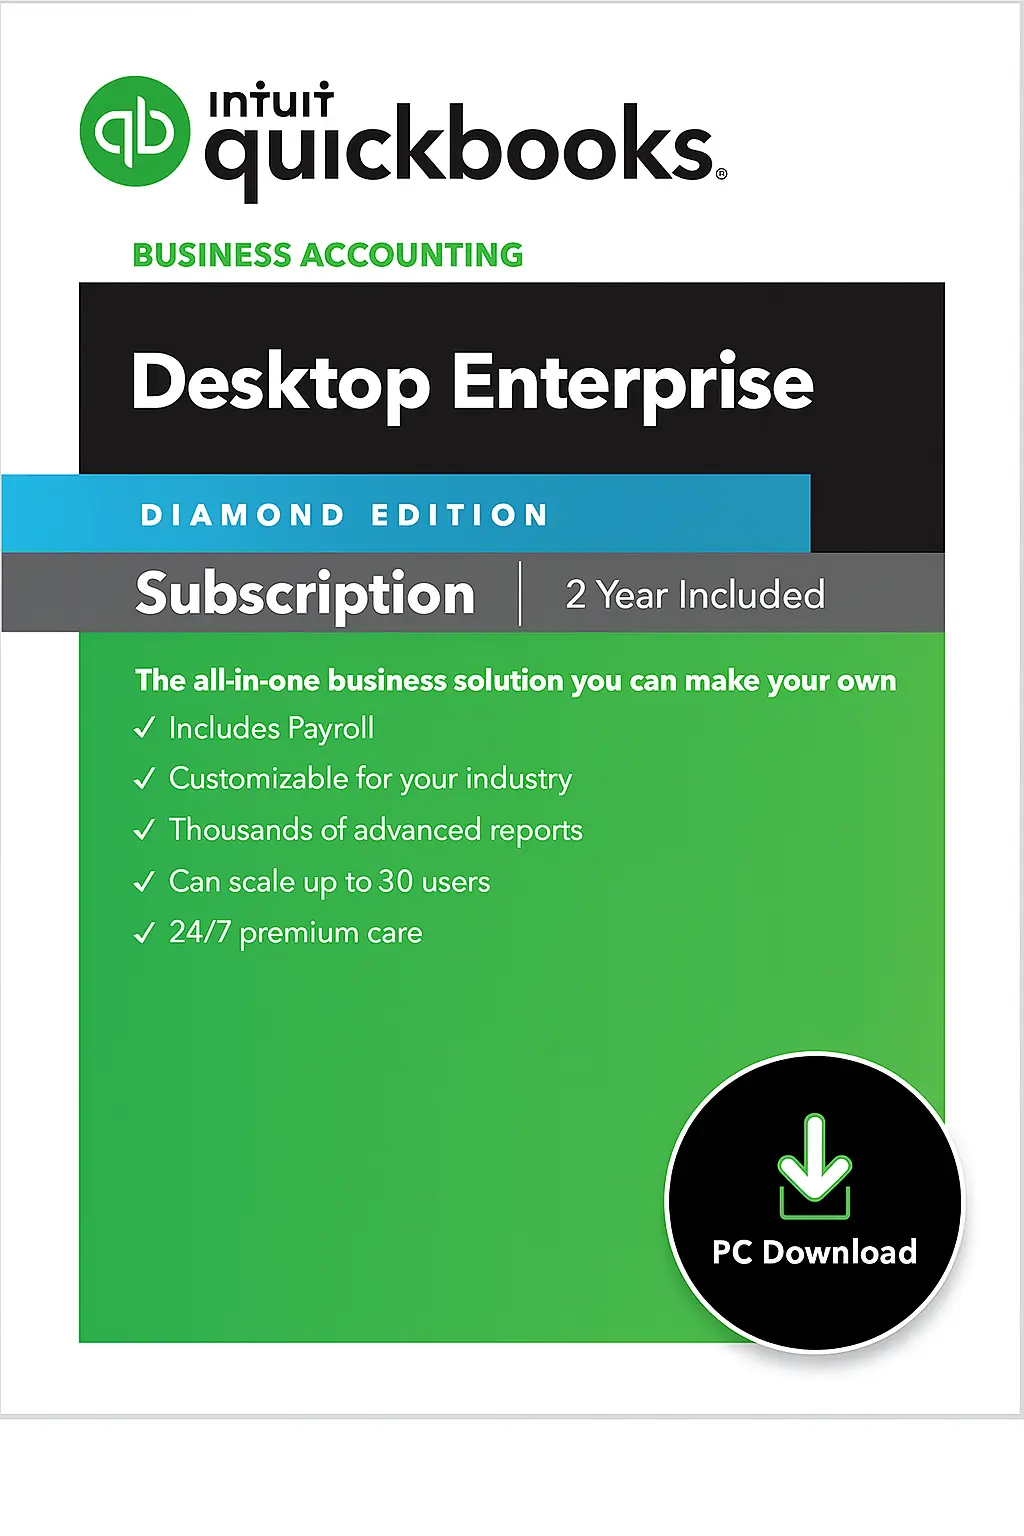 qb
ıntuıt
quickbooks®
BUSINESS ACCOUNTING
Desktop Enterprise
DIAMOND EDITION
Subscription | 2 Year Included
The all-in-one business solution you can make your own
✓ Includes Payroll
✓ Customizable for your industry
✓ Thousands of advanced reports
✓ Can scale up to 30 users
✓ 24/7 premium care
PC Download